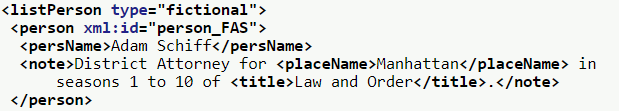 <listPerson type="fictional">
<person xml:id="person_FAS">
<persName>Adam Schiff</persName>
<note>District Attorney for <placeName>Manhattan</placeName> in
seasons 1 to 10 of <title>Law and Order</title>.</note>
</person>